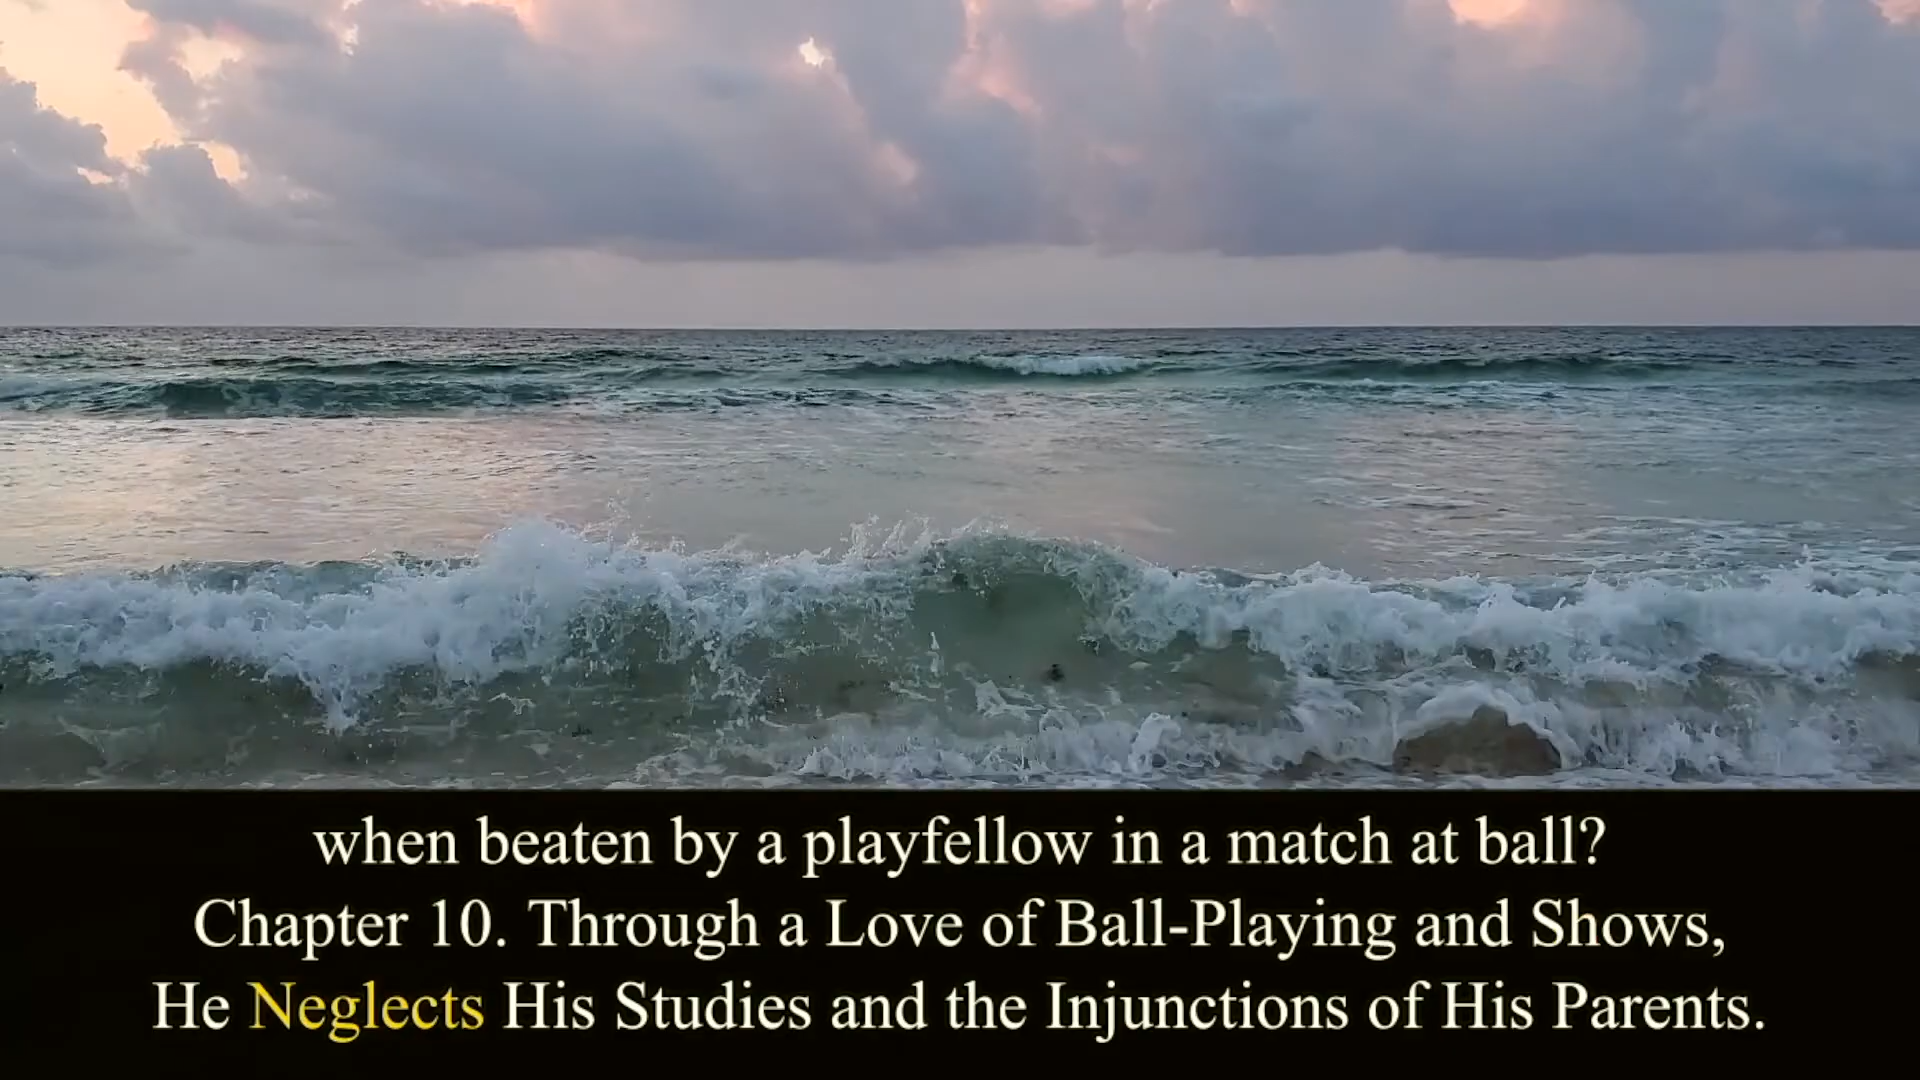 when beaten by a playfellow in a match at ball?
Chapter 10. Through a Love of Ball-Playing and Shows,
He Neglects His Studies and the Injunctions of His Parents.